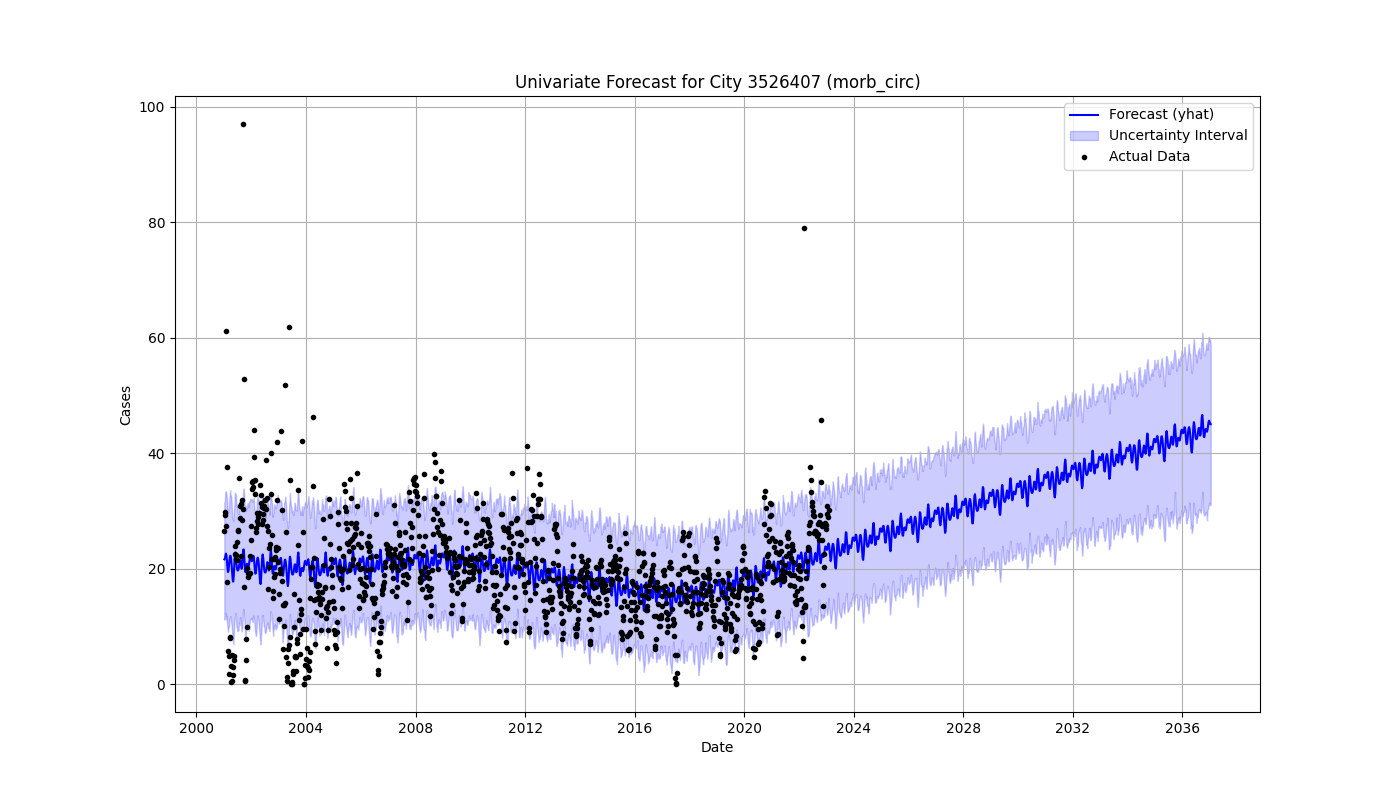 Univariate Forecast for City 3526407 (morb_circ)
100
80
60
40
20
0
Cases
Forecast (yhat)
Uncertainty Interval
Actual Data
2000 2004 2008 2012 2016 2020 2024 2028 2032 2036
Date